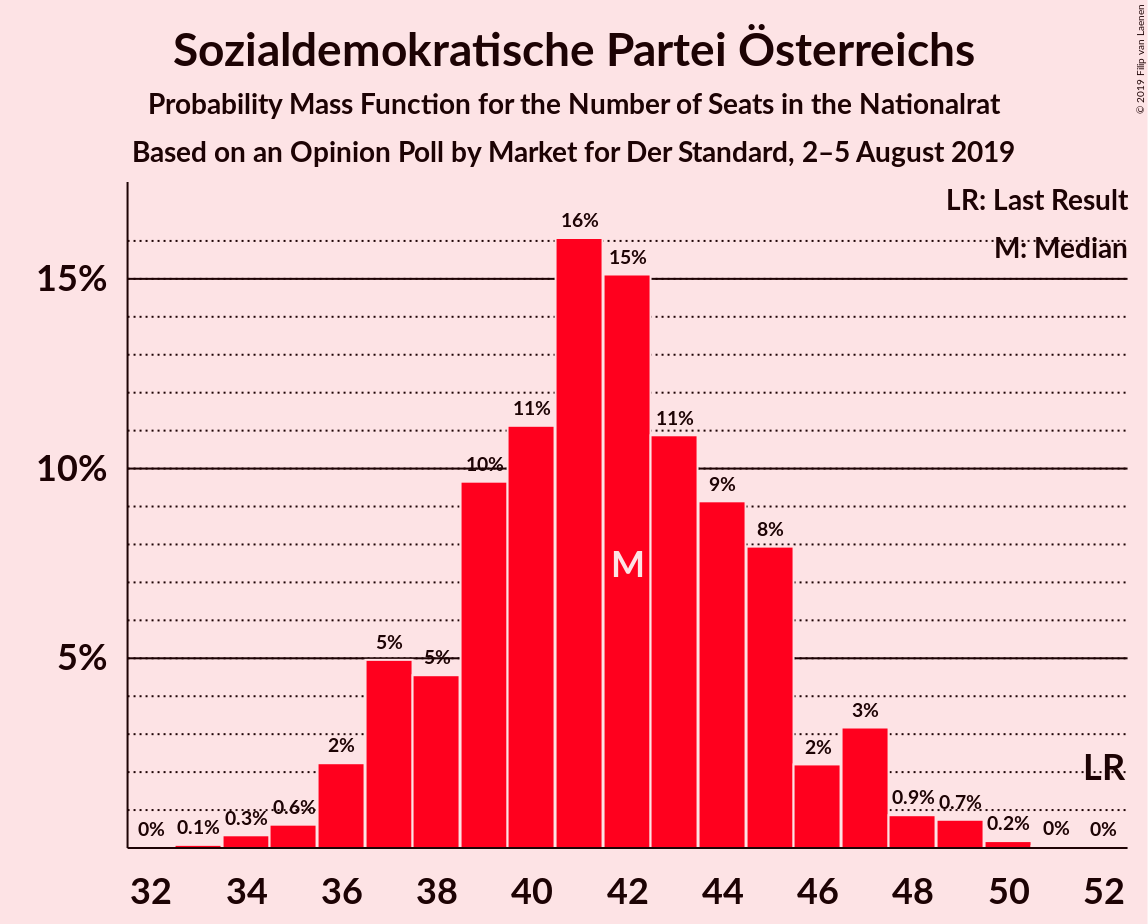 Sozialdemokratische Partei Österreichs
Probability Mass Function for the Number of Seats in the Nationalrat
Based on an Opinion Poll by Market for Der Standard, 2–5 August 2019
© 2019 Filip van Laenen
LR: Last Result
M: Median
15%
10%
5%
0%
0.1%
0.3%
0.6%
2%
5%
5%
10%
11%
16%
15%
11%
9%
8%
2%
3%
0.9%
0.7%
0.2%
0%
0%
M
LR
32 34 36 38 40 42 44 46 48 50 52